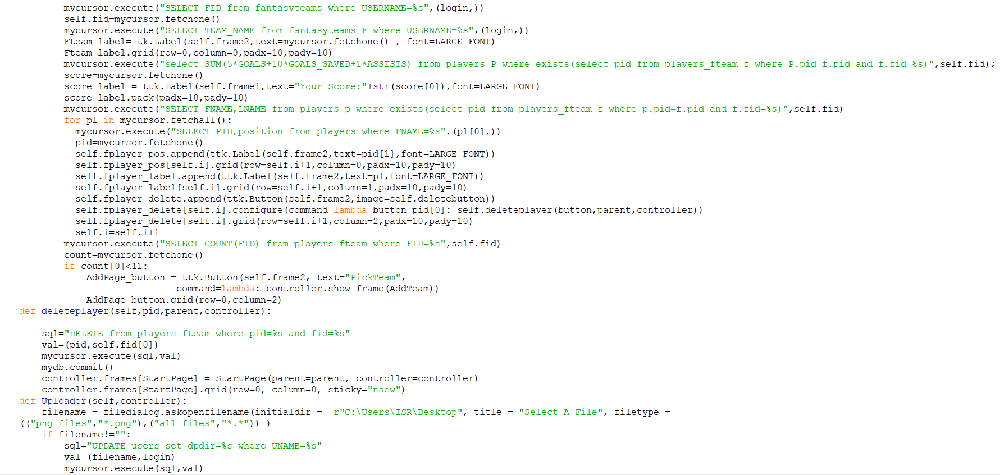 mycursor.execute("SELECT FID from fantasyteams where USERNAME=%s",(login,))
self.fid=mycursor.fetchone()
mycursor.execute("SELECT TEAM_NAME from fantasyteams F where USERNAME=%s",(login,))
Fteam_label= tk.Label(self.frame2,text=mycursor.fetchone() , font=LARGE_FONT)
Fteam_label.grid(row=0,column=0,padx=10,pady=10)
mycursor.execute("select SUM(5*GOALS+10*GOALS_SAVED+1*ASSISTS) from players P where exists(select pid from players_fteam f where P.pid=f.pid and f.fid=%s)",self.fid);
score=mycursor.fetchone()
score_label = ttk.Label(self.frame1,text="Your Score:"+str(score[0]),font=LARGE_FONT)
score_label.pack(padx=10,pady=10)
mycursor.execute("SELECT FNAME,LNAME from players p where exists(select pid from players_fteam f where p.pid=f.pid and f.fid=%s)",self.fid)
for pl in mycursor.fetchall():
mycursor.execute("SELECT PID,position from players where FNAME=%s",(pl[0],))
pid=mycursor.fetchone()
self.fplayer_pos.append(ttk.Label(self.frame2,text=pid[1],font=LARGE_FONT))
self.fplayer_pos[self.i].grid(row=self.i+1,column=0,padx=10,pady=10)
self.fplayer_label.append(ttk.Label(self.frame2,text=pl,font=LARGE_FONT))
self.fplayer_label[self.i].grid(row=self.i+1,column=1,padx=10,pady=10)
self.fplayer_delete.append(ttk.Button(self.frame2,image=self.deletebutton))
self.fplayer_delete[self.i].configure(command=lambda button=pid[0]: self.deleteplayer(button,parent,controller))
self.fplayer_delete[self.i].grid(row=self.i+1,column=2,padx=10,pady=10)
self.i=self.i+1
mycursor.execute("SELECT COUNT(FID) from players_fteam where FID=%s",self.fid)
count=mycursor.fetchone()
if count[0]<11:
AddPage_button = ttk.Button(self.frame2, text="PickTeam",
command=lambda: controller.show_frame(AddTeam))
AddPage_button.grid(row=0,column=2)
def deleteplayer(self,pid,parent,controller):
sql="DELETE from players_fteam where pid=%s and fid=%s"
val=(pid,self.fid[0])
mycursor.execute(sql,val)
mydb.commit()
controller.frames[StartPage] = StartPage(parent=parent, controller=controller)
controller.frames[StartPage].grid(row=0, column=0, sticky="nsew")
def Uploader(self,controller):
filename = filedialog.askopenfilename(initialdir =  r"C:\Users\ISR\Desktop", title = "Select A File", filetype =
(("png files","*.png"),("all files","*.*")) )
if filename!="":
sql="UPDATE users set dpdir=%s where UNAME=%s"
val=(filename,login)
mycursor.execute(sql,val)